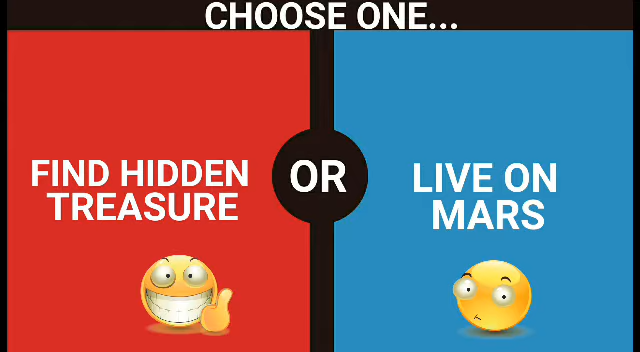 CHOOSE ONE...
FIND HIDDEN
TREASURE
OR
LIVE ON
MARS